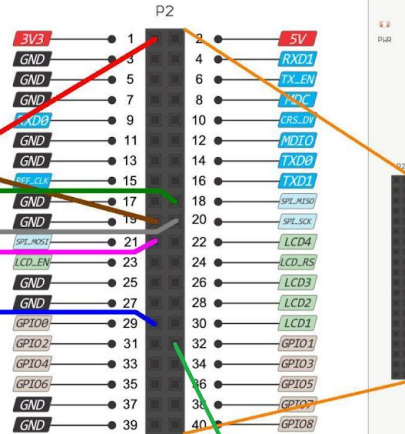 P2
3V3 1 2 5V
GND 3 4 RXD1
GND 5 6 TX_EN
GND 7 8 MDC
RXD0 9 10 CRS_DV
GND 11 12 MDIO
GND 13 14 TXD0
REF_CLK 15 16 TXD1
GND 17 18 SPI_MISO
GND 19 20 SPI_SCK
SPI_MOSI 21 22 LCD4
LCD_EN 23 24 LCD_RS
GND 25 26 LCD3
GND 27 28 LCD2
GPIO0 29 30 LCD1
GPIO2 31 32 GPIO1
GPIO4 33 34 GPIO3
GPIO6 35 36 GPIO5
GND 37 38 GPIO7
GND 39 40 GPIO8
PWR
P2